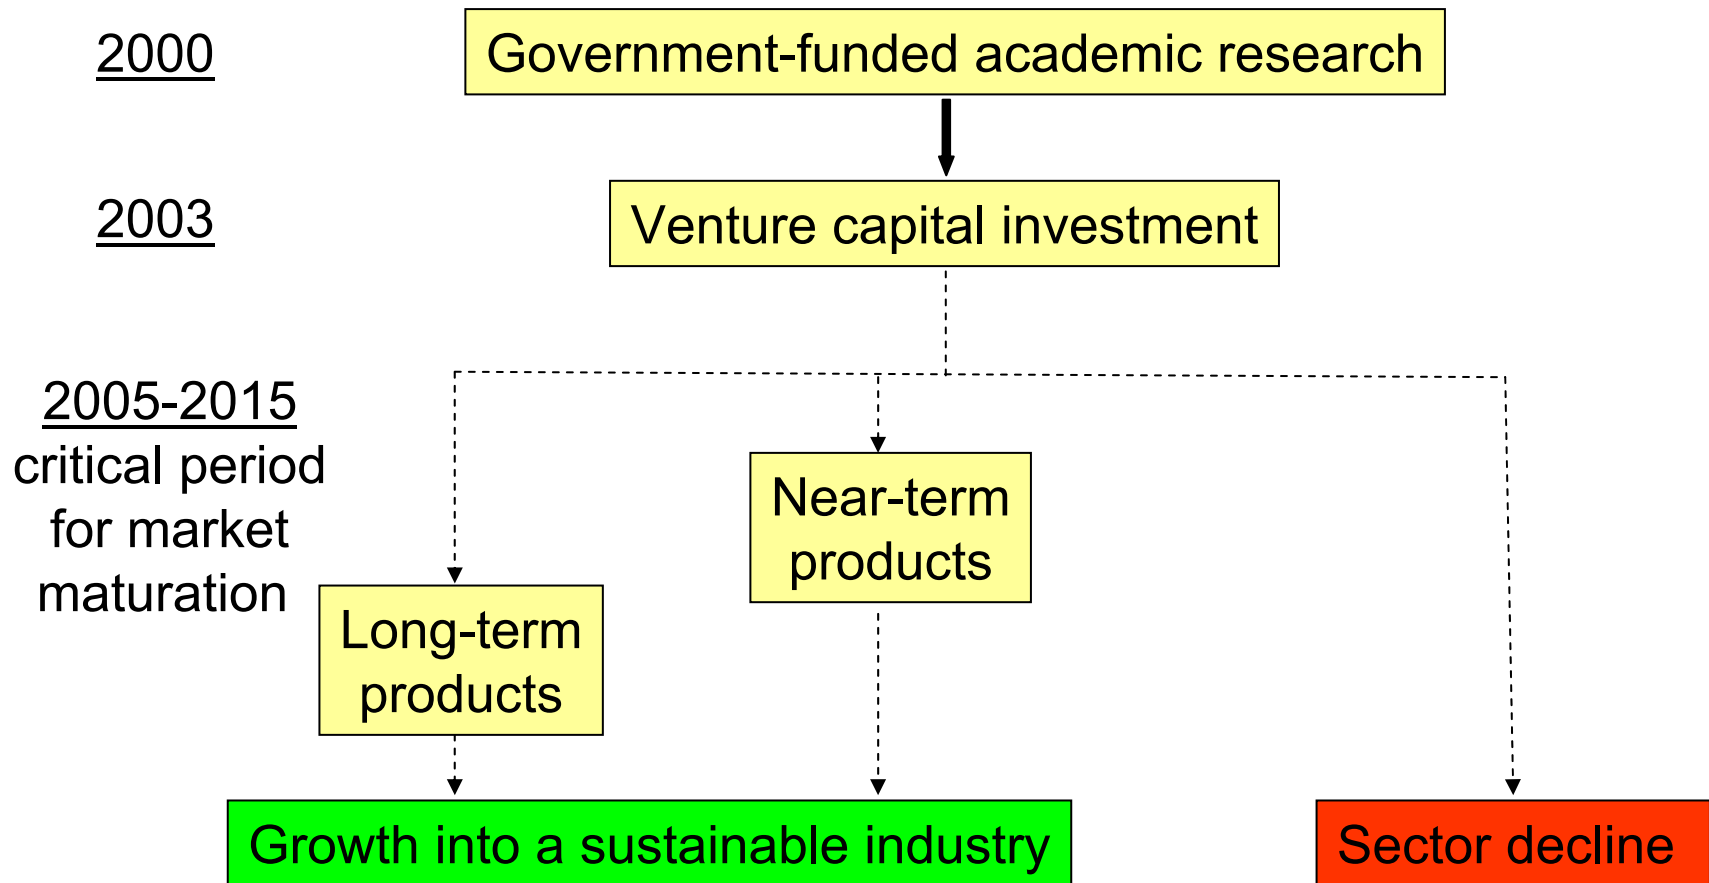 2000
Government-funded academic research
2003
Venture capital investment
2005-2015
critical period
for market
maturation
Near-term
products
Long-term
products
Growth into a sustainable industry
Sector decline